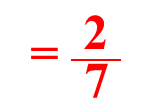 = 2/7